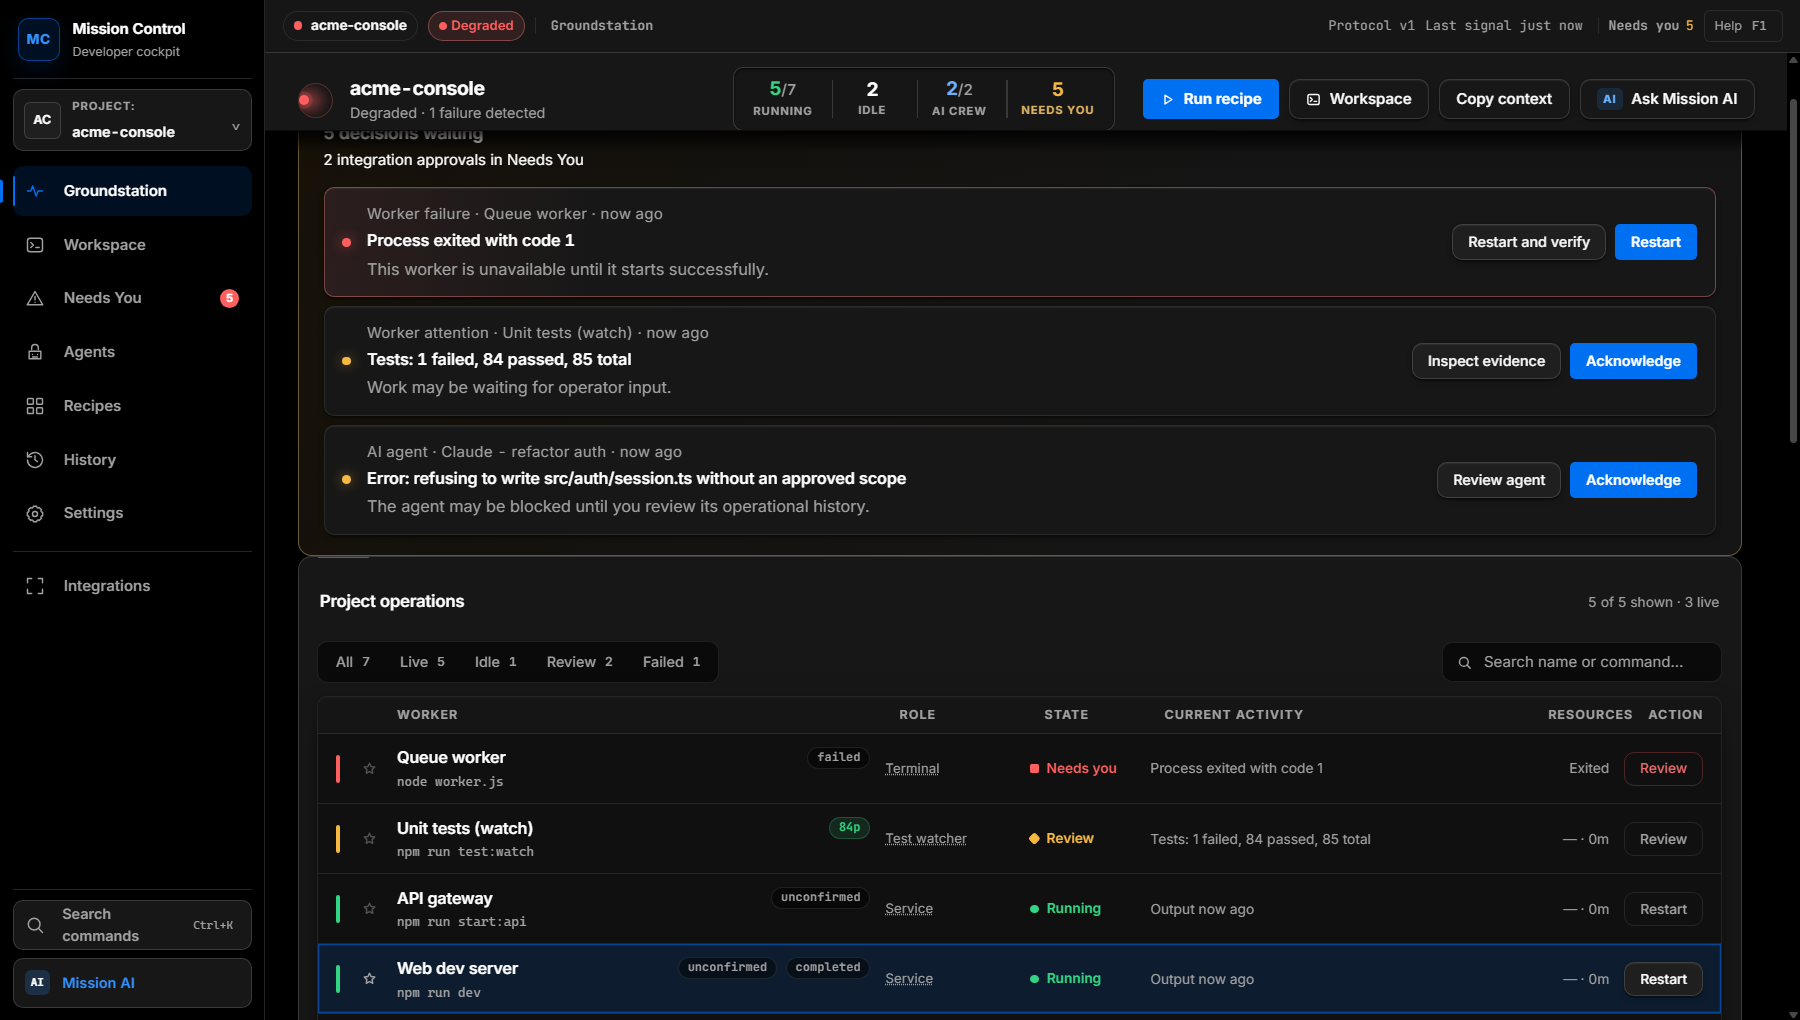 MC
Mission Control
Developer cockpit
AC
PROJECT:
acme-console
Groundstation
Workspace
Needs You 5
Agents
Recipes
History
Settings
Integrations
Search commands Ctrl+K
AI Mission AI
acme-console Degraded Groundstation
Protocol v1 Last signal just now Needs you 5 Help F1
acme-console
Degraded · 1 failure detected
5/7 RUNNING
2 IDLE
2/2 AI CREW
5 NEEDS YOU
Run recipe
Workspace
Copy context
AI Ask Mission AI
5 decisions waiting
2 integration approvals in Needs You
Worker failure · Queue worker · now ago
Process exited with code 1
This worker is unavailable until it starts successfully.
Restart and verify Restart
Worker attention · Unit tests (watch) · now ago
Tests: 1 failed, 84 passed, 85 total
Work may be waiting for operator input.
Inspect evidence Acknowledge
AI agent · Claude - refactor auth · now ago
Error: refusing to write src/auth/session.ts without an approved scope
The agent may be blocked until you review its operational history.
Review agent Acknowledge
Project operations
5 of 5 shown · 3 live
All 7 Live 5 Idle 1 Review 2 Failed 1
Search name or command...
WORKER ROLE STATE CURRENT ACTIVITY RESOURCES ACTION
Queue worker failed Terminal Needs you Process exited with code 1 Exited Review
node worker.js
Unit tests (watch) 84p Test watcher Review Tests: 1 failed, 84 passed, 85 total — · 0m Review
npm run test:watch
API gateway unconfirmed Service Running Output now ago — · 0m Restart
npm run start:api
Web dev server unconfirmed completed Service Running Output now ago — · 0m Restart
npm run dev